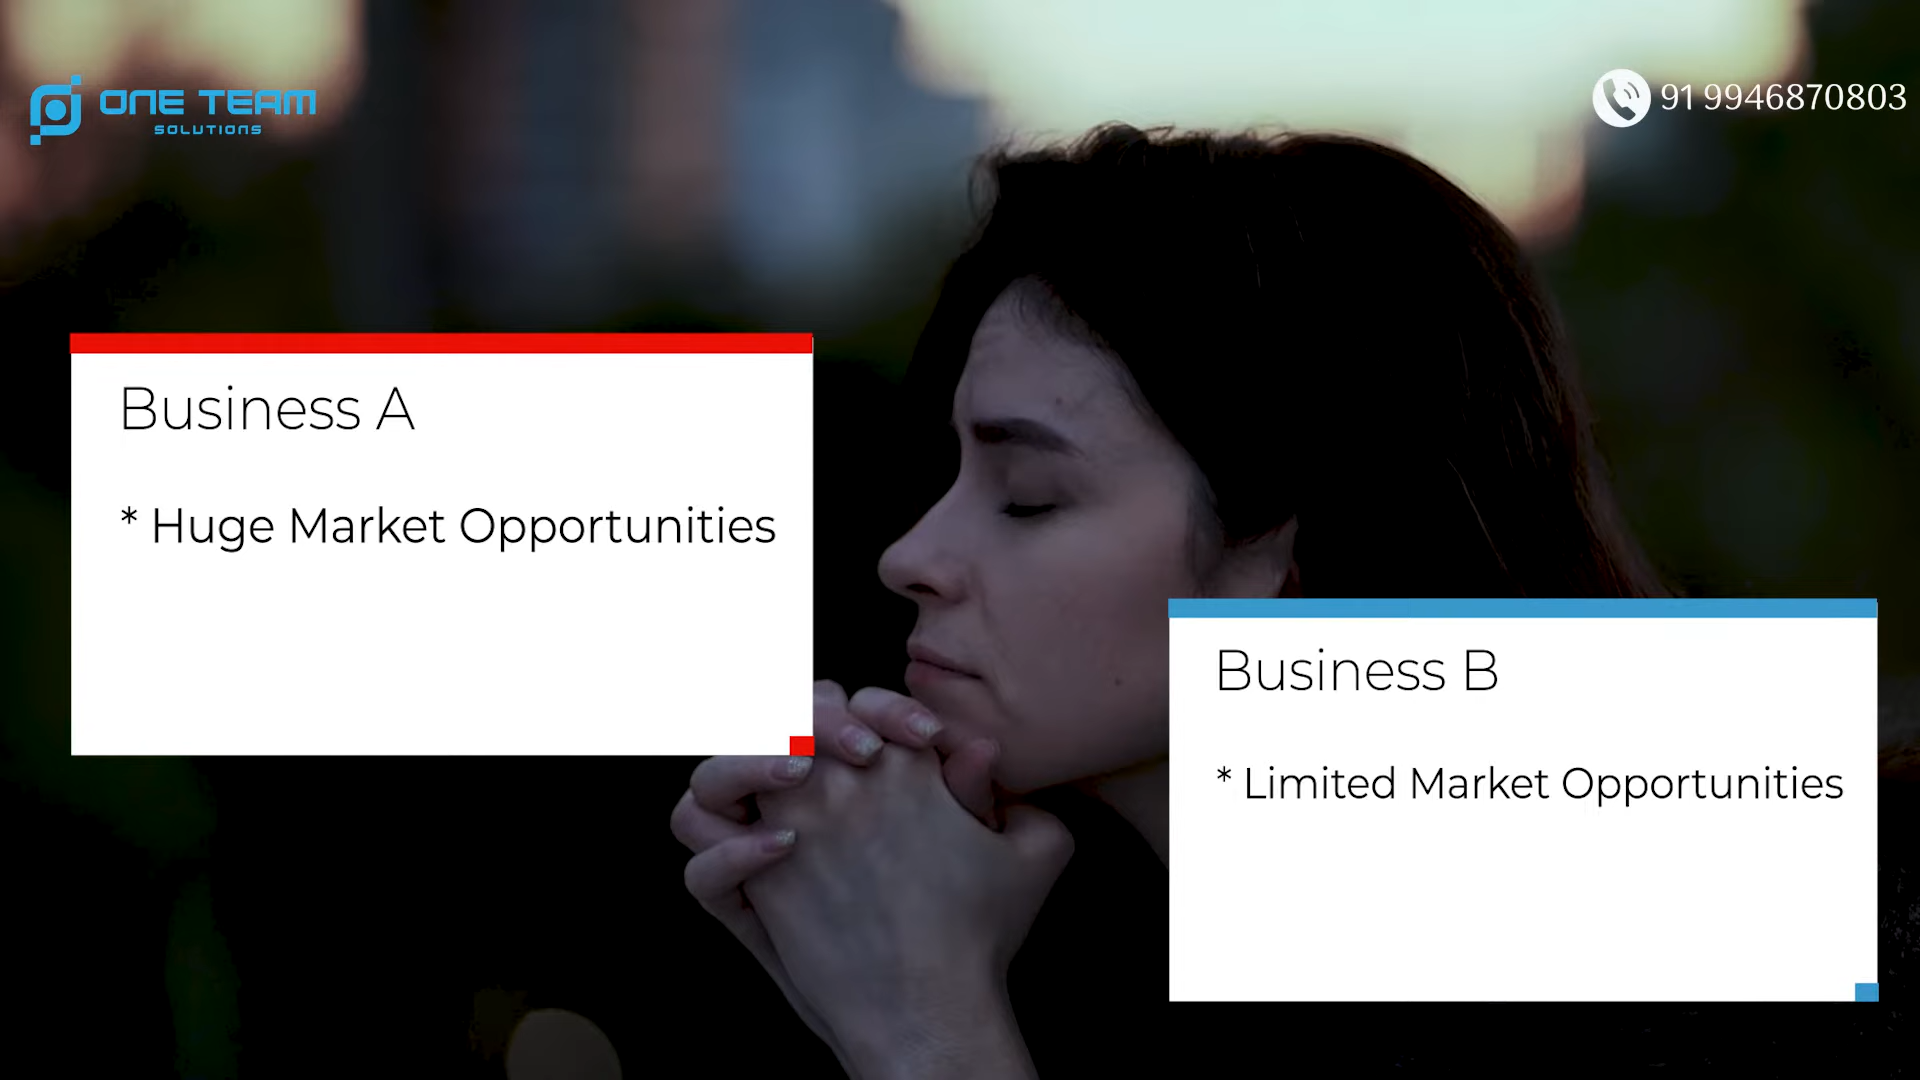 ONE TEAM
SOLUTIONS
91 9946870803
Business A
* Huge Market Opportunities
Business B
* Limited Market Opportunities